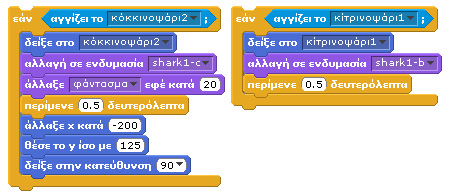 εάν αγγίζει το κόκκινοψάρι2 ;
δείξε στο κόκκινοψάρι2
αλλαγή σε ενδυμασία shark1-c
άλλαξε φάντασμα εφέ κατά 20
περίμενε 0.5 δευτερόλεπτα
άλλαξε x κατά -200
θέσε το y ίσο με 125
δείξε στην κατεύθυνση 90
εάν αγγίζει το κίτρινοψάρι1 ;
δείξε στο κίτρινοψάρι1
αλλαγή σε ενδυμασία shark1-b
περίμενε 0.5 δευτερόλεπτα